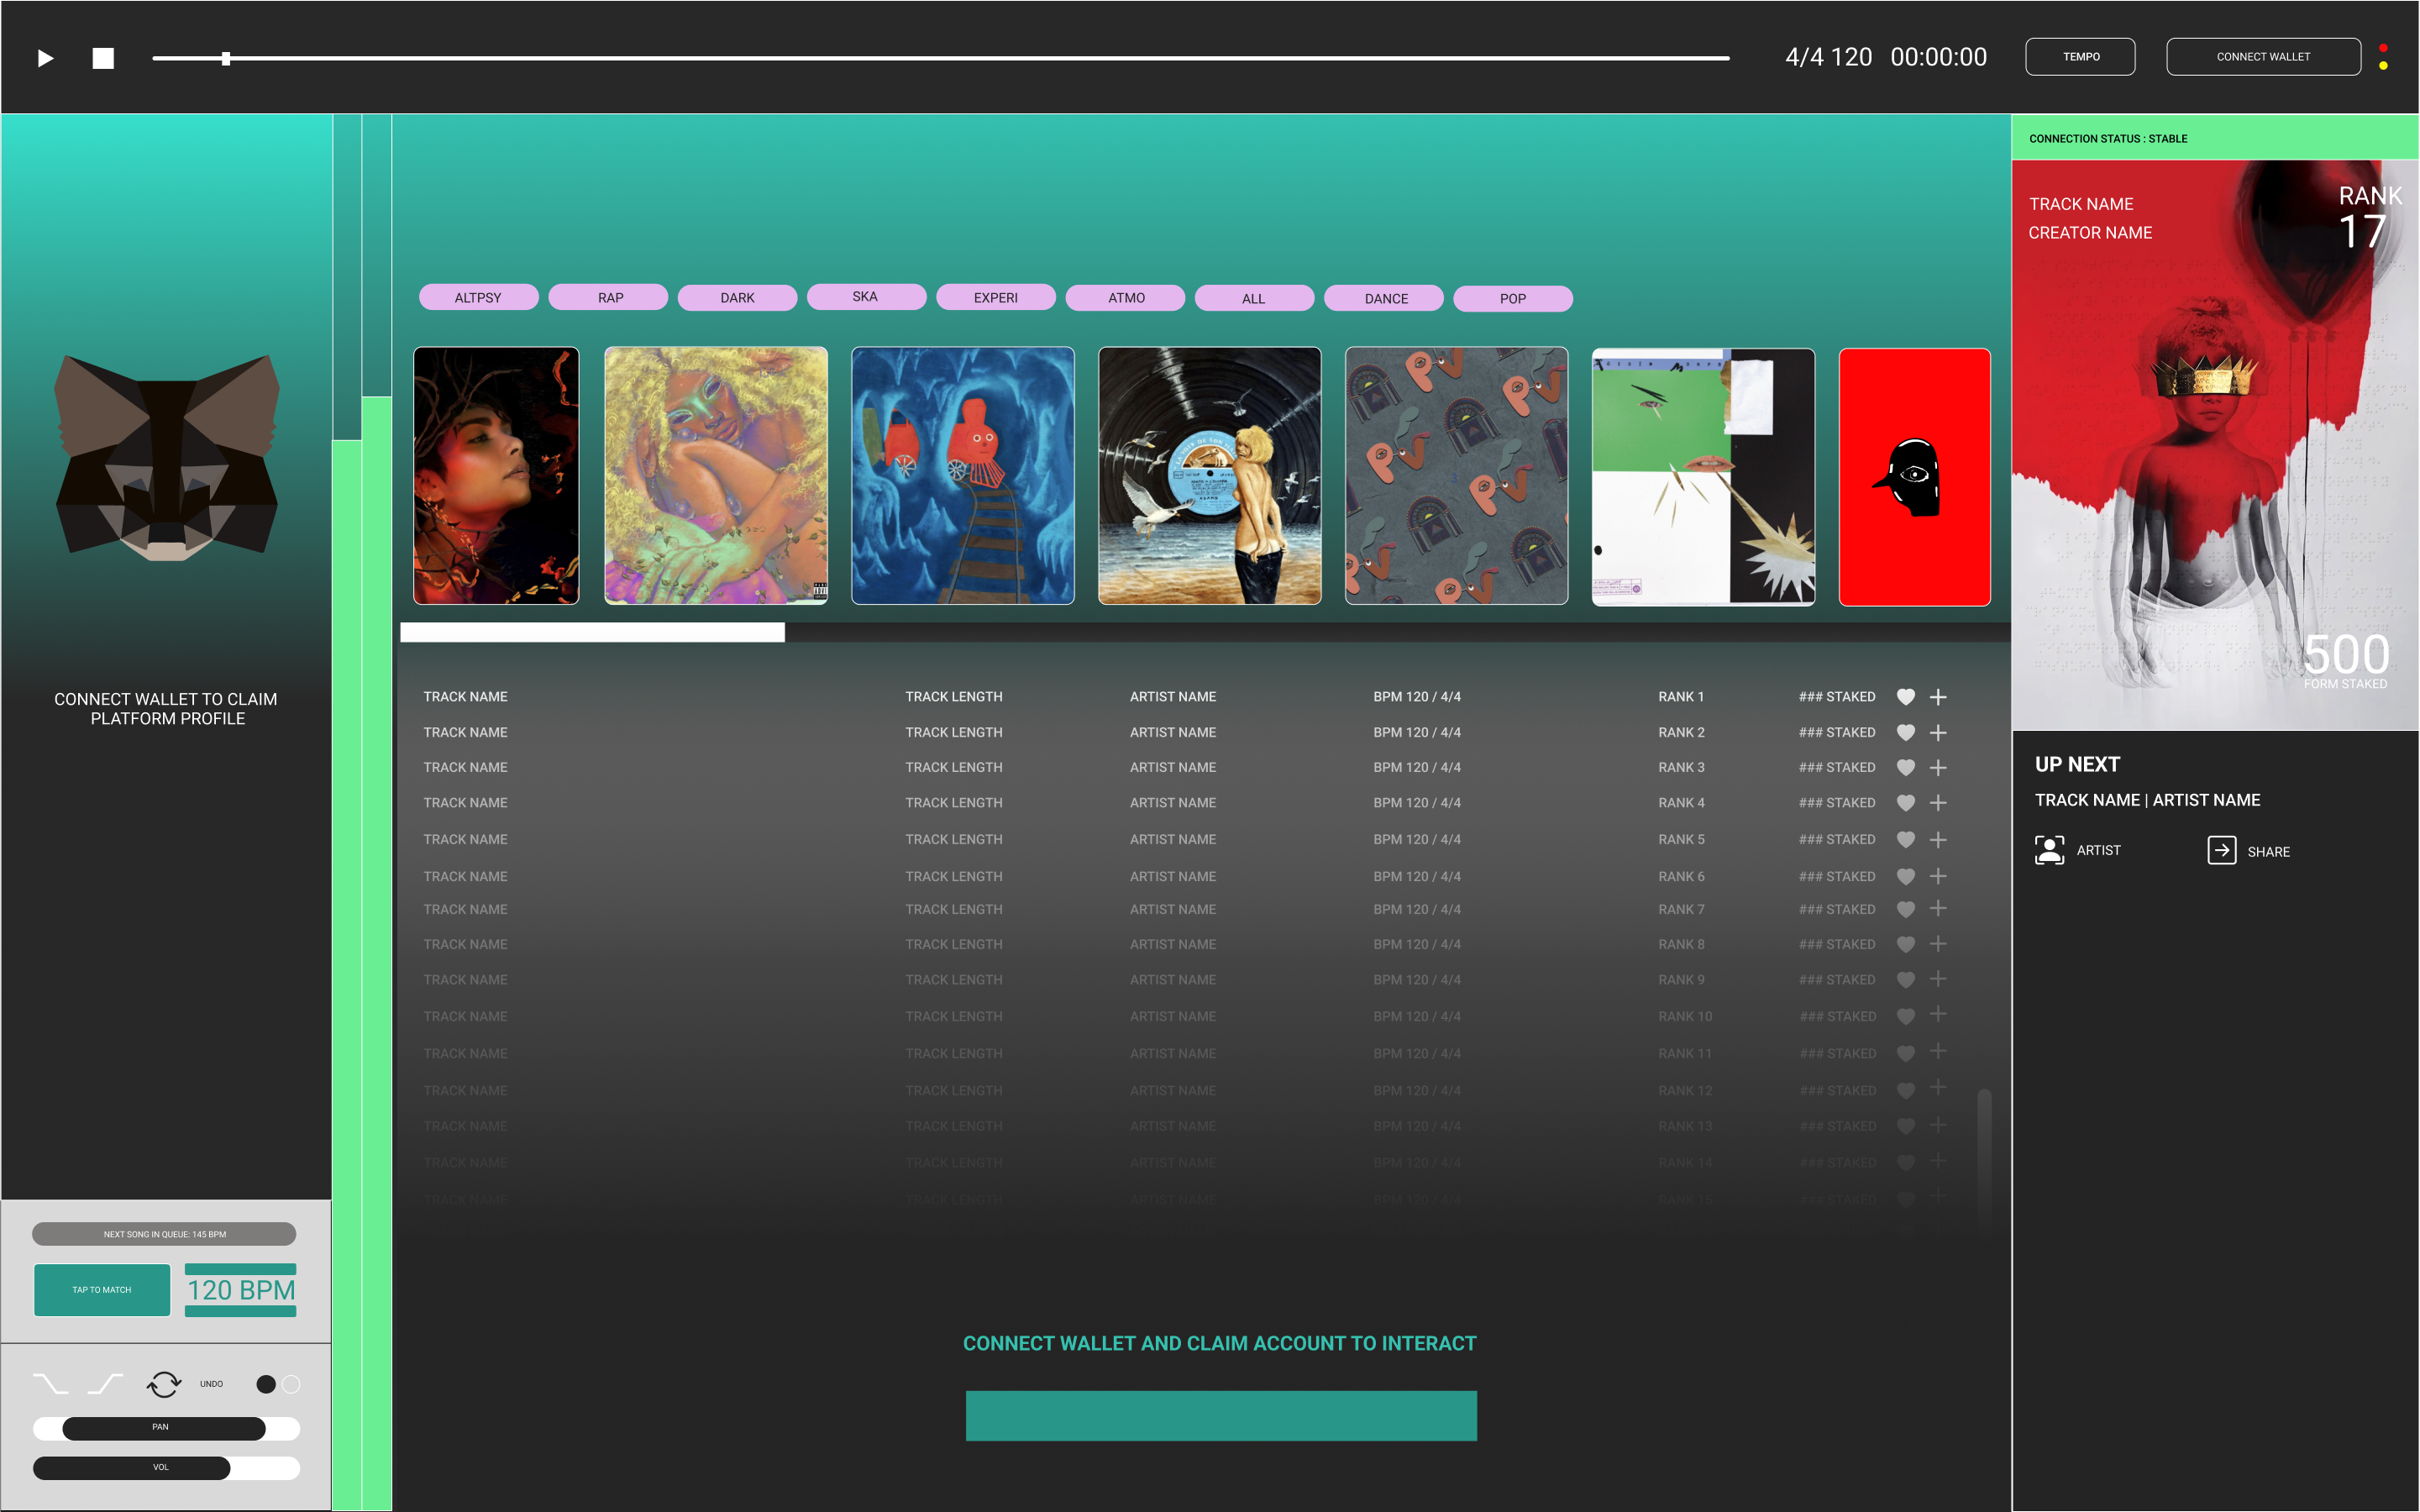 4/4 120 00:00:00 TEMPO CONNECT WALLET
CONNECTION STATUS : STABLE
TRACK NAME
CREATOR NAME
RANK
17
500
FORM STAKED
ALTPSY RAP DARK SKA EXPERI ATMO ALL DANCE POP
CONNECT WALLET TO CLAIM
PLATFORM PROFILE
TRACK NAME TRACK LENGTH ARTIST NAME BPM 120 / 4/4 RANK 1 ### STAKED
TRACK NAME TRACK LENGTH ARTIST NAME BPM 120 / 4/4 RANK 2 ### STAKED
TRACK NAME TRACK LENGTH ARTIST NAME BPM 120 / 4/4 RANK 3 ### STAKED
TRACK NAME TRACK LENGTH ARTIST NAME BPM 120 / 4/4 RANK 4 ### STAKED
TRACK NAME TRACK LENGTH ARTIST NAME BPM 120 / 4/4 RANK 5 ### STAKED
TRACK NAME TRACK LENGTH ARTIST NAME BPM 120 / 4/4 RANK 6 ### STAKED
TRACK NAME TRACK LENGTH ARTIST NAME BPM 120 / 4/4 RANK 7 ### STAKED
TRACK NAME TRACK LENGTH ARTIST NAME BPM 120 / 4/4 RANK 8 ### STAKED
TRACK NAME TRACK LENGTH ARTIST NAME BPM 120 / 4/4 RANK 9 ### STAKED
TRACK NAME TRACK LENGTH ARTIST NAME BPM 120 / 4/4 RANK 10 ### STAKED
TRACK NAME TRACK LENGTH ARTIST NAME BPM 120 / 4/4 RANK 11 ### STAKED
TRACK NAME TRACK LENGTH ARTIST NAME BPM 120 / 4/4 RANK 12 ### STAKED
TRACK NAME TRACK LENGTH ARTIST NAME BPM 120 / 4/4 RANK 13 ### STAKED
TRACK NAME TRACK LENGTH ARTIST NAME BPM 120 / 4/4 RANK 14 ### STAKED
TRACK NAME TRACK LENGTH ARTIST NAME BPM 120 / 4/4 RANK 15 ### STAKED
UP NEXT
TRACK NAME | ARTIST NAME
ARTIST SHARE
NEXT SONG IN QUEUE: 145 BPM
TAP TO MATCH 120 BPM
UNDO
PAN
VOL
CONNECT WALLET AND CLAIM ACCOUNT TO INTERACT